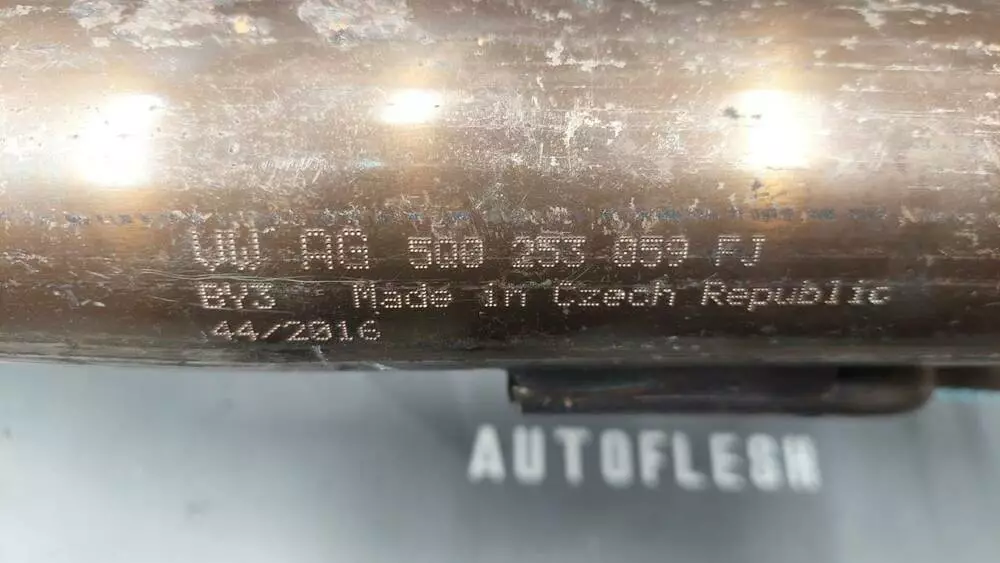 VW AG 5Q0 253 059 FJ
BY3 Made in Czech Republic
44/2016
AUTOFLESH